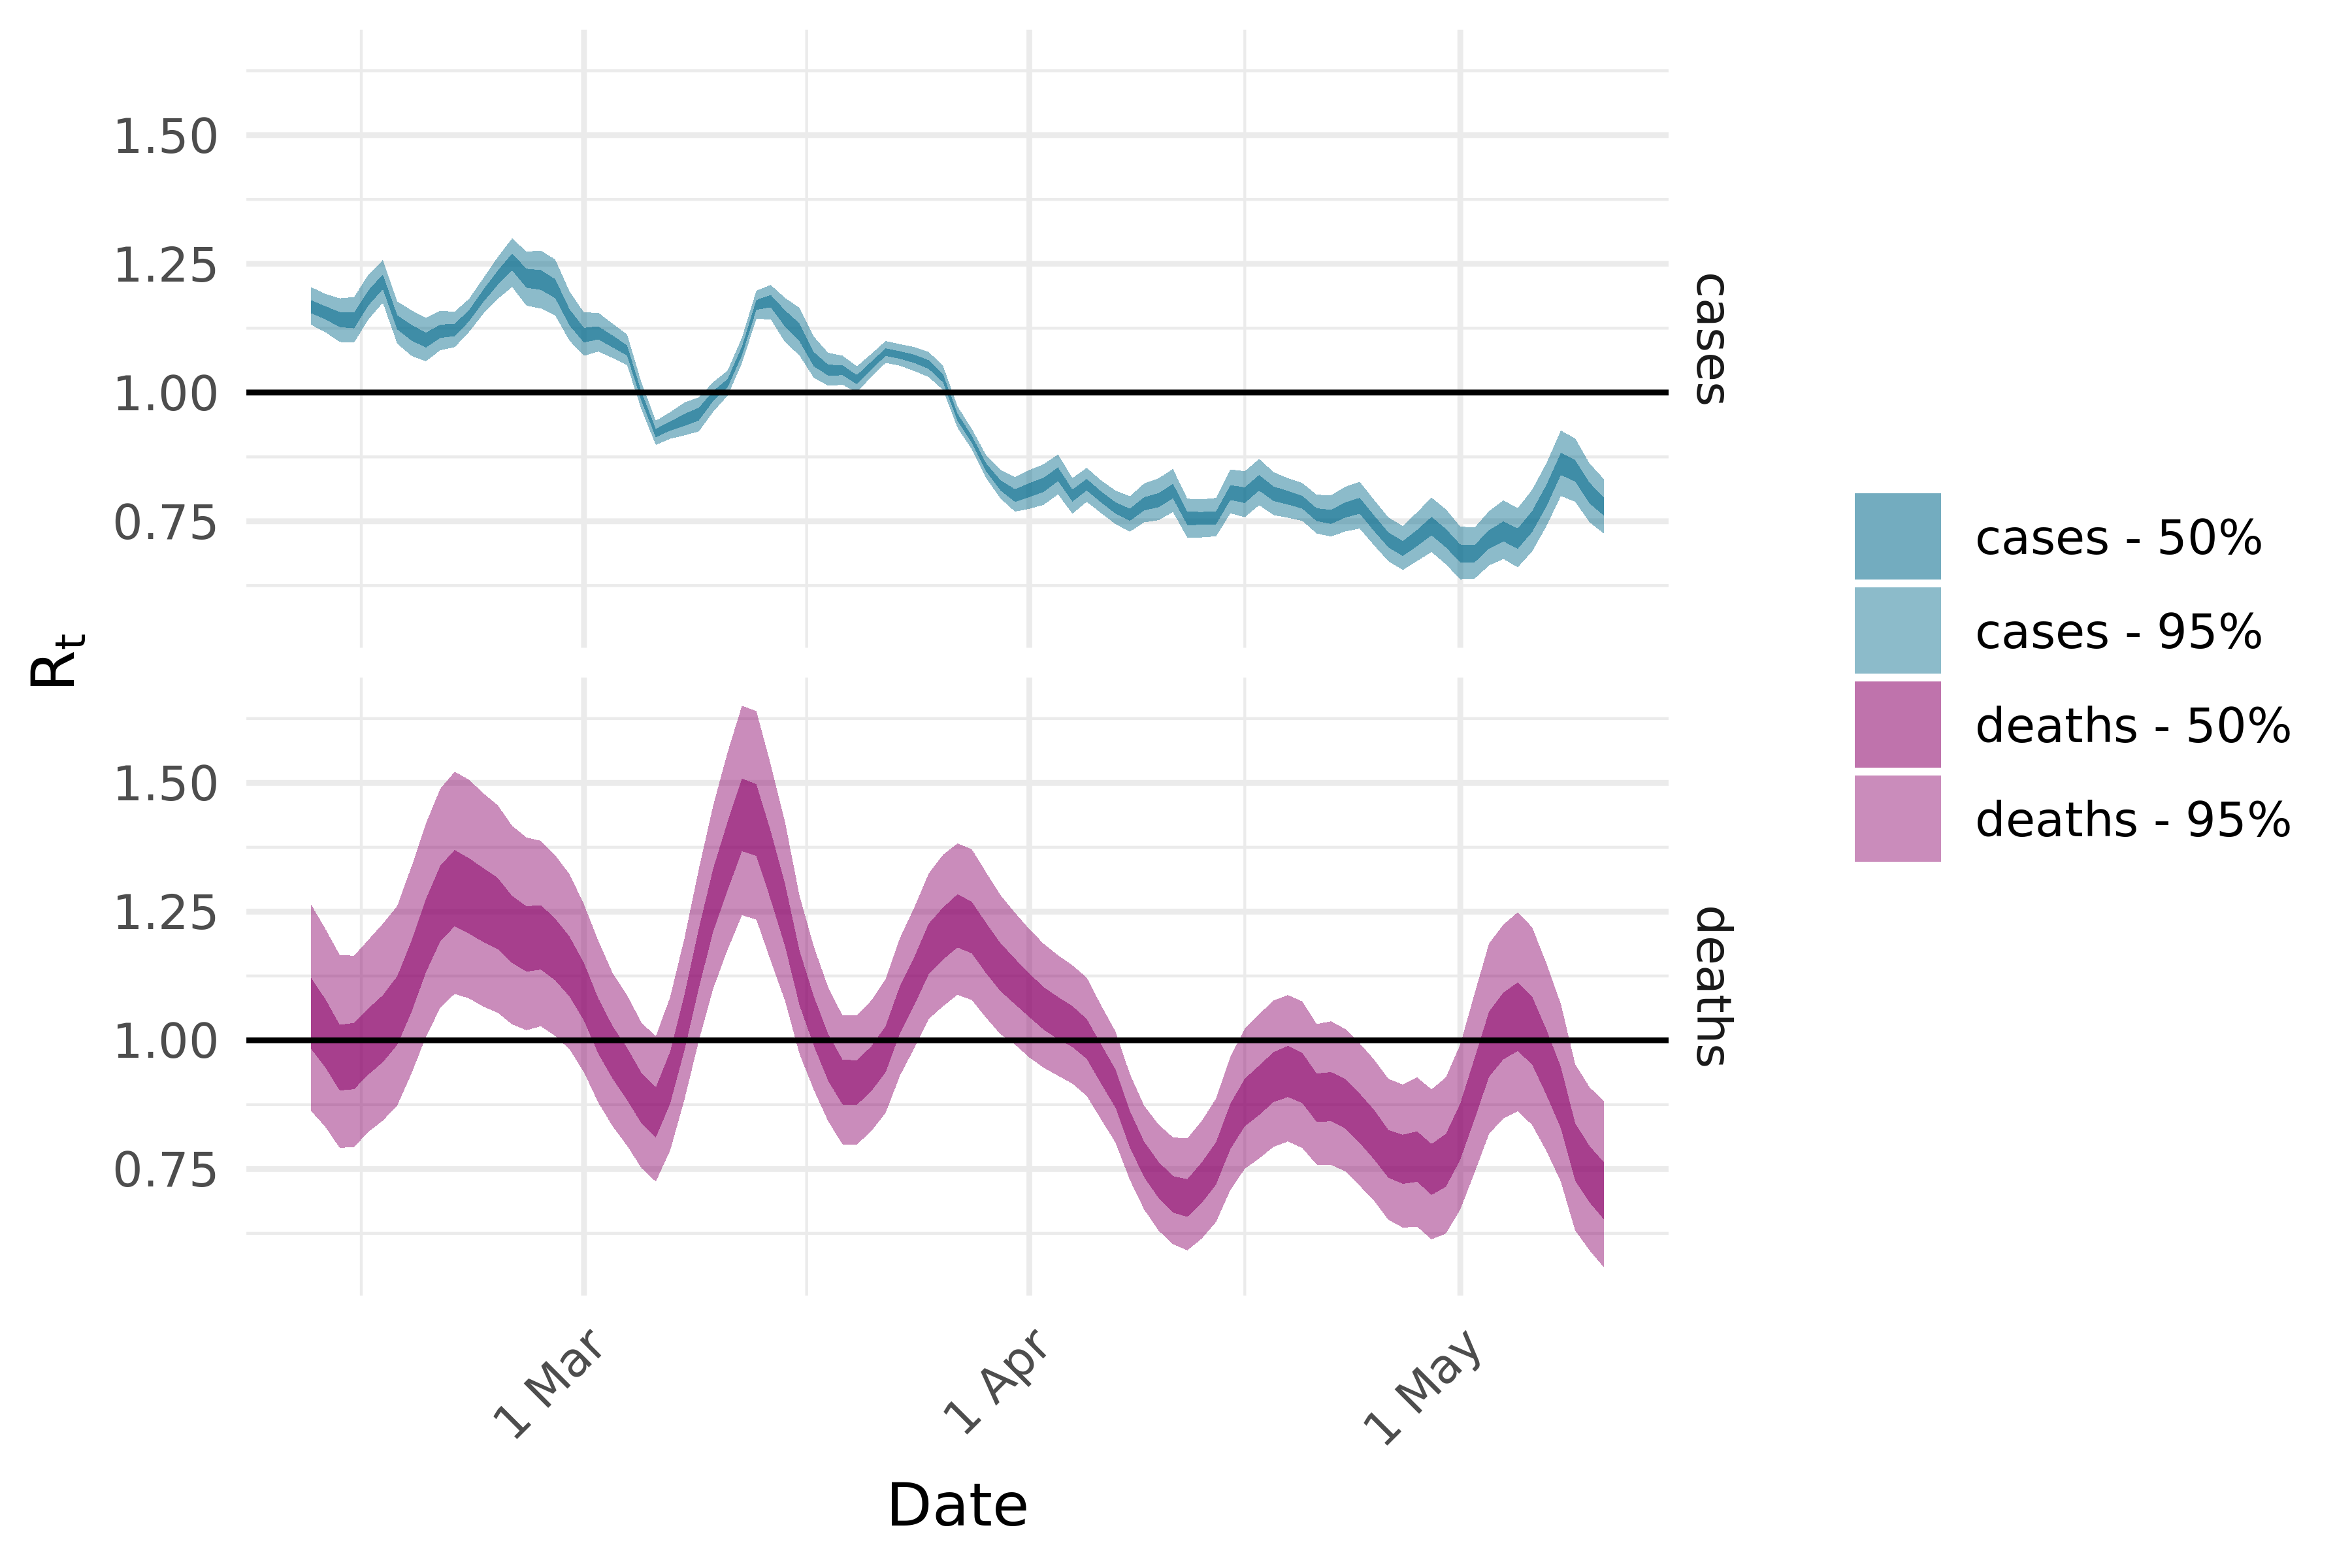 1.50
1.25
1.00
0.75
cases
1.50
1.25
1.00
0.75
deaths
Rt
1 Mar
1 Apr
1 May
Date
cases - 50%
cases - 95%
deaths - 50%
deaths - 95%